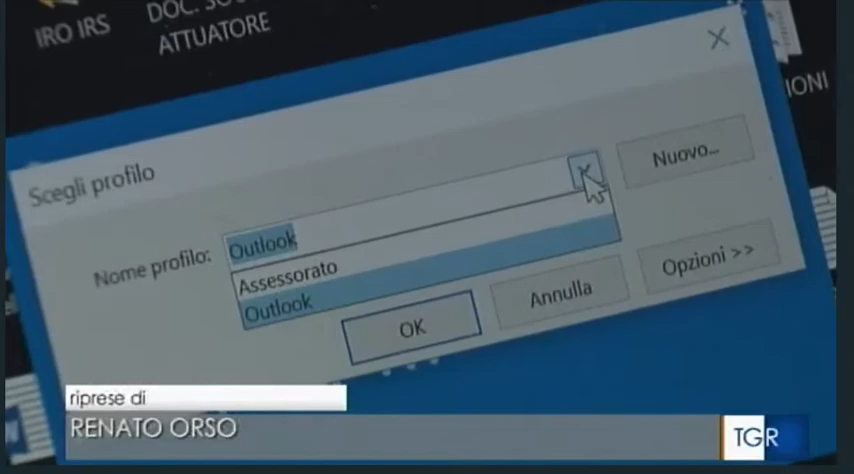 IRO IRS
DOC. SO
ATTUATORE
IONI
Scegli profilo
Nuovo...
Nome profilo:
Outlook
Assessorato
Outlook
Opzioni >>
OK
Annulla
riprese di
RENATO ORSO
TGR